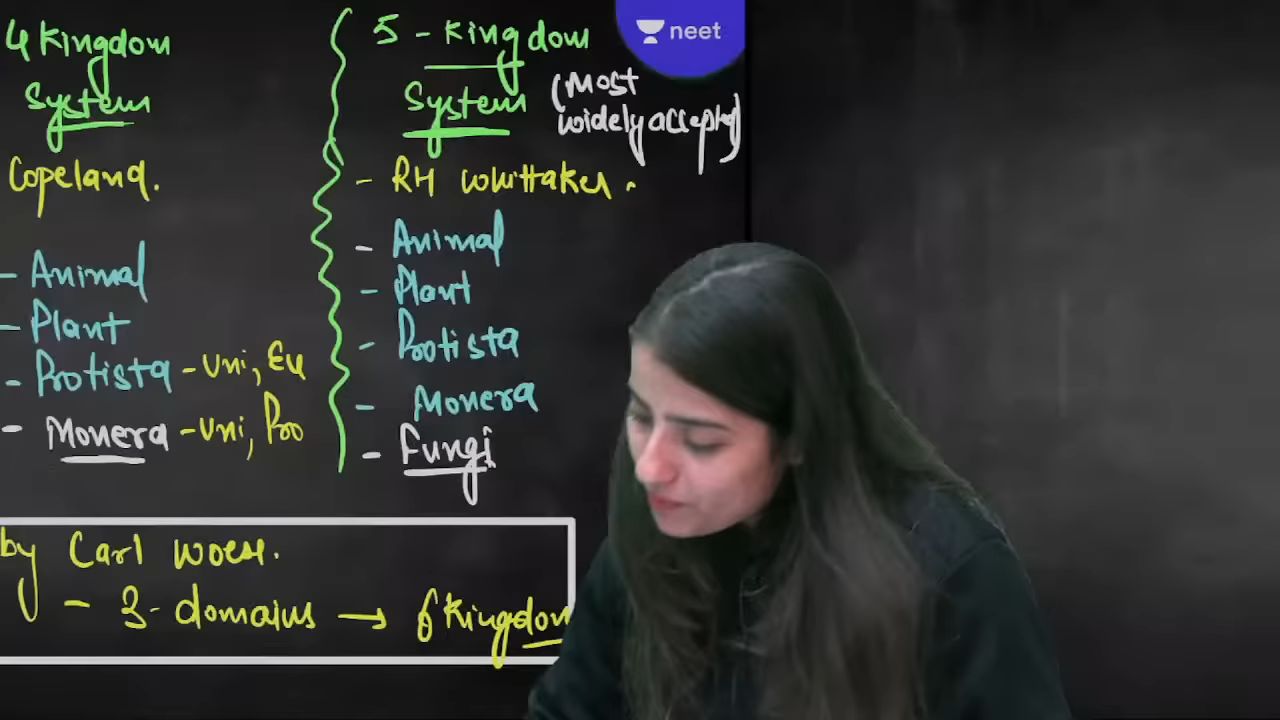 4 Kingdom
System
Copeland.
- Animal
- Plant
- Protista - Uni, Eu
- Monera - Uni, Pro
5 - Kingdom
System (Most
widely accepted)
- RH Whittaker.
- Animal
- Plant
- Protista
- Monera
- Fungi
by Carl Woese.
- 3-domains → 6 Kingdom
neet